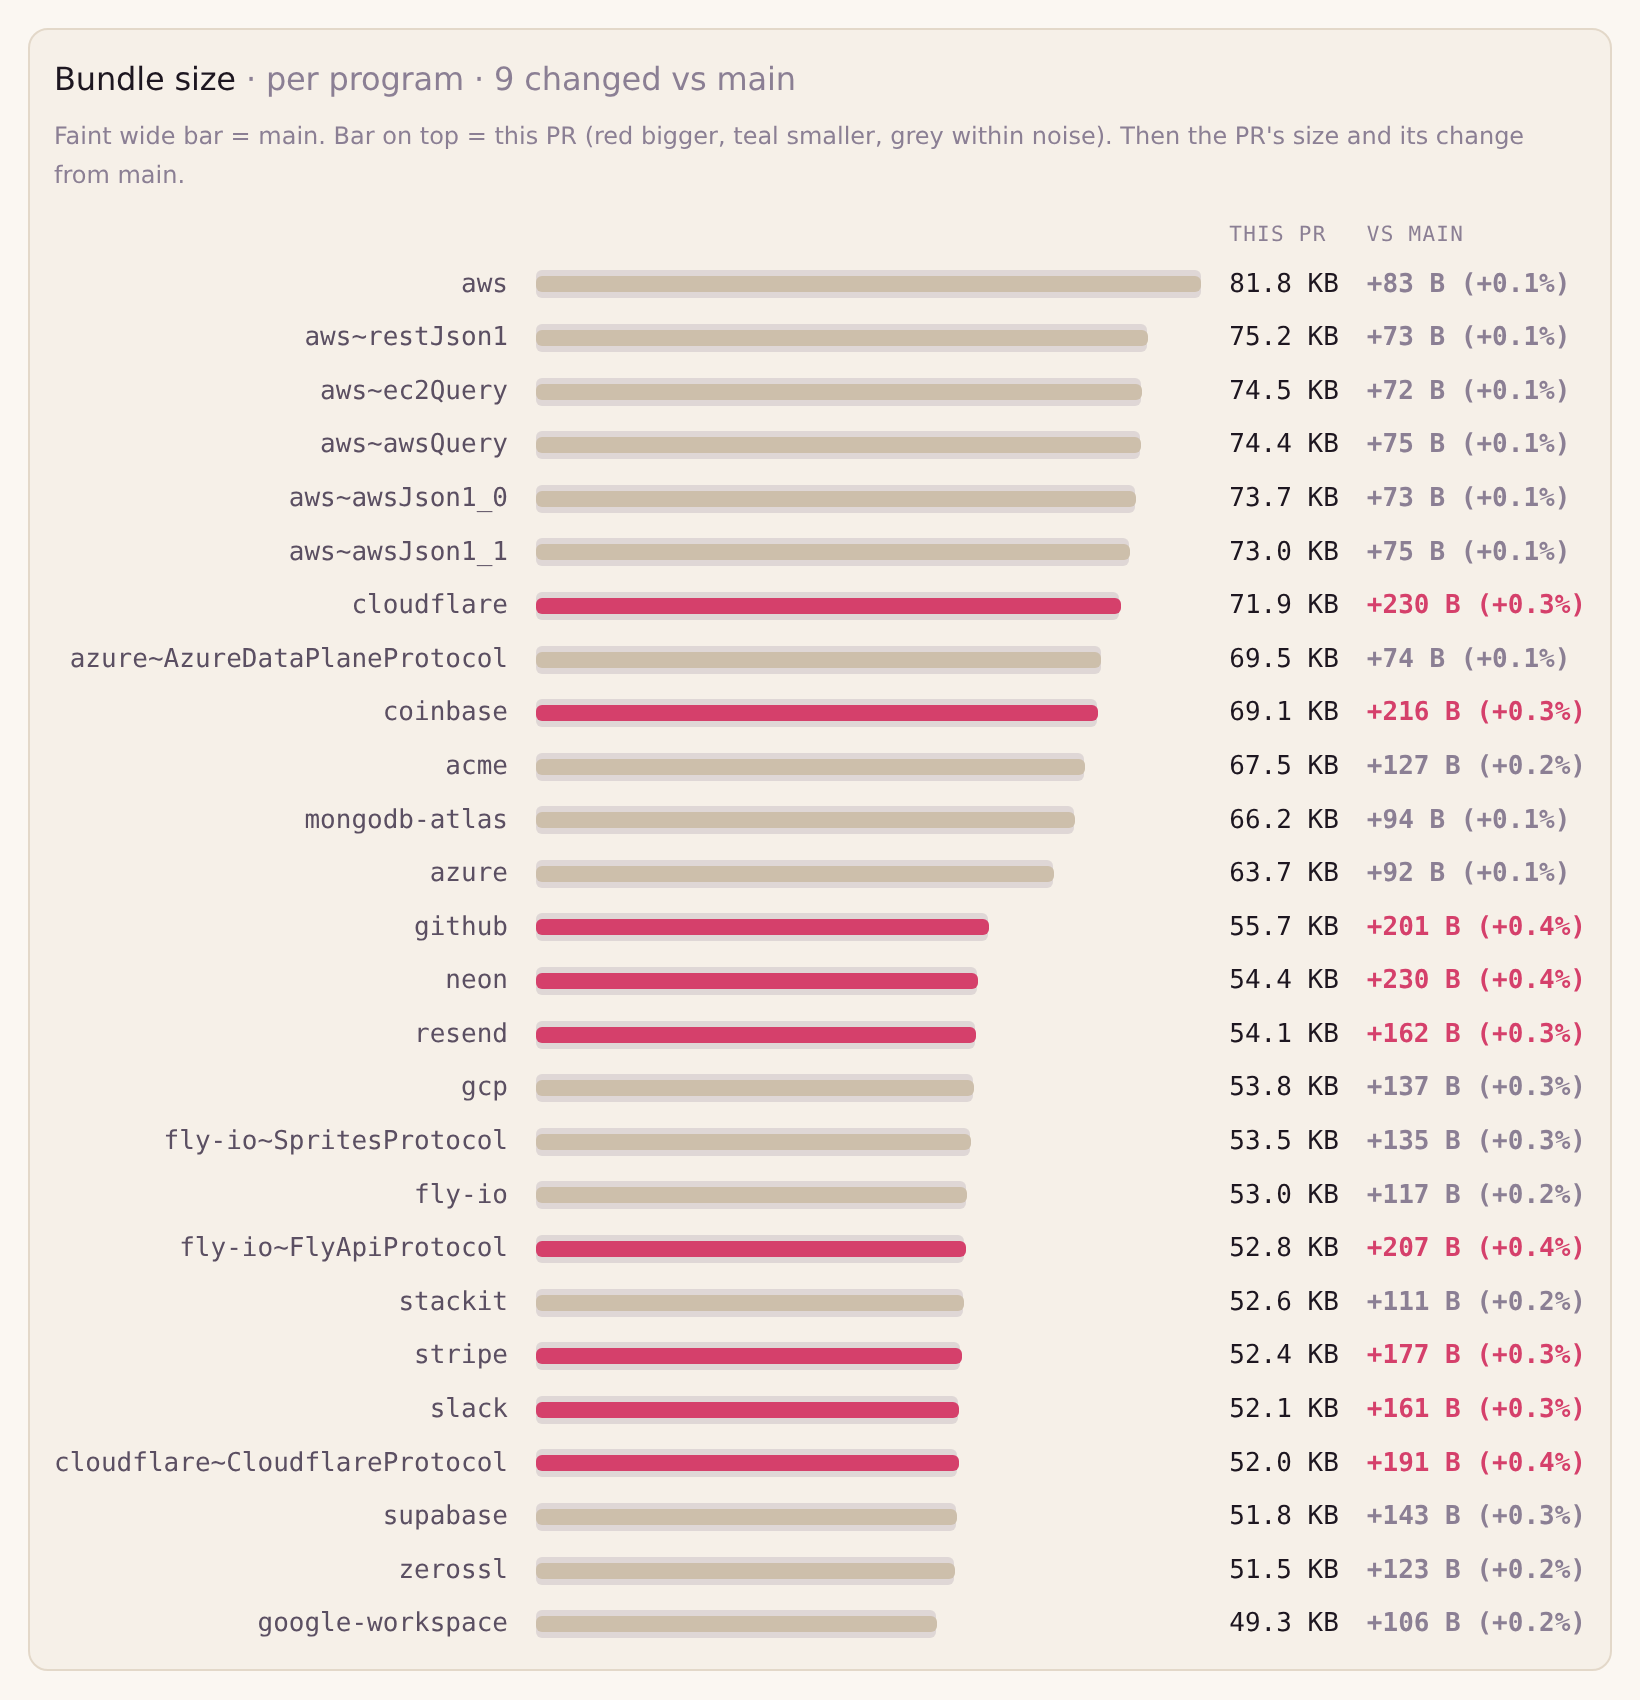 Bundle size · per program · 9 changed vs main
Faint wide bar = main. Bar on top = this PR (red bigger, teal smaller, grey within noise). Then the PR's size and its change
from main.
THIS PR VS MAIN
aws 81.8 KB +83 B (+0.1%)
aws~restJson1 75.2 KB +73 B (+0.1%)
aws~ec2Query 74.5 KB +72 B (+0.1%)
aws~awsQuery 74.4 KB +75 B (+0.1%)
aws~awsJson1_0 73.7 KB +73 B (+0.1%)
aws~awsJson1_1 73.0 KB +75 B (+0.1%)
cloudflare 71.9 KB +230 B (+0.3%)
azure~AzureDataPlaneProtocol 69.5 KB +74 B (+0.1%)
coinbase 69.1 KB +216 B (+0.3%)
acme 67.5 KB +127 B (+0.2%)
mongodb-atlas 66.2 KB +94 B (+0.1%)
azure 63.7 KB +92 B (+0.1%)
github 55.7 KB +201 B (+0.4%)
neon 54.4 KB +230 B (+0.4%)
resend 54.1 KB +162 B (+0.3%)
gcp 53.8 KB +137 B (+0.3%)
fly-io~SpritesProtocol 53.5 KB +135 B (+0.3%)
fly-io 53.0 KB +117 B (+0.2%)
fly-io~FlyApiProtocol 52.8 KB +207 B (+0.4%)
stackit 52.6 KB +111 B (+0.2%)
stripe 52.4 KB +177 B (+0.3%)
slack 52.1 KB +161 B (+0.3%)
cloudflare~CloudflareProtocol 52.0 KB +191 B (+0.4%)
supabase 51.8 KB +143 B (+0.3%)
zerossl 51.5 KB +123 B (+0.2%)
google-workspace 49.3 KB +106 B (+0.2%)